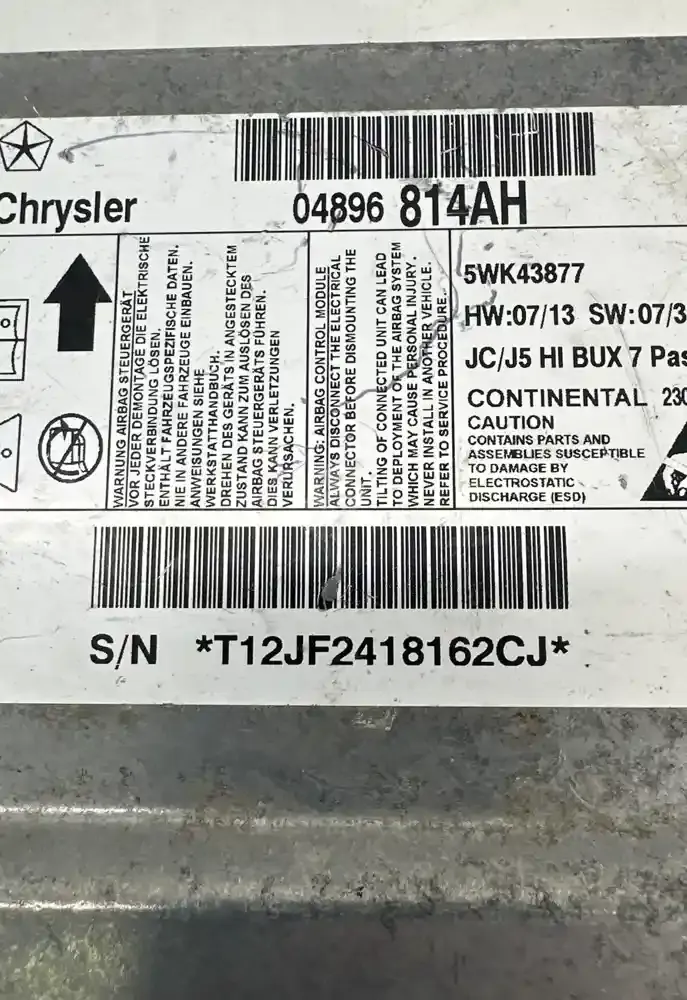 Chrysler
04896 814AH
WARNUNG AIRBAG STEUERGERÄT
VOR JEDER DEMONTAGE DIE ELEKTRISCHE
STECKVERBINDUNG LÖSEN.
ENTHÄLT FAHRZEUGSPEZIFISCHE DATEN.
NIE IN ANDERE FAHRZEUGE EINBAUEN.
ANWEISUNGEN SIEHE
WERKSTATTHANDBUCH.
DREHEN DES GERÄTS IN ANGESTECKTEM
ZUSTAND KANN ZUM AUSLÖSEN DES
AIRBAG STEUERGERÄTS FÜHREN.
DIES KANN VERLETZUNGEN
VERURSACHEN.
WARNING: AIRBAG CONTROL MODULE
ALWAYS DISCONNECT THE ELECTRICAL
CONNECTOR BEFORE DISMOUNTING THE
UNIT.
TILTING OF CONNECTED UNIT CAN LEAD
TO DEPLOYMENT OF THE AIRBAG SYSTEM
WHICH MAY CAUSE PERSONAL INJURY.
NEVER INSTALL IN ANOTHER VEHICLE.
REFER TO SERVICE PROCEDURE.
5WK43877
HW:07/13 SW:07/3
JC/J5 HI BUX 7 Pas
CONTINENTAL 230
CAUTION
CONTAINS PARTS AND
ASSEMBLIES SUSCEPTIBLE
TO DAMAGE BY
ELECTROSTATIC
DISCHARGE (ESD)
S/N *T12JF2418162CJ*